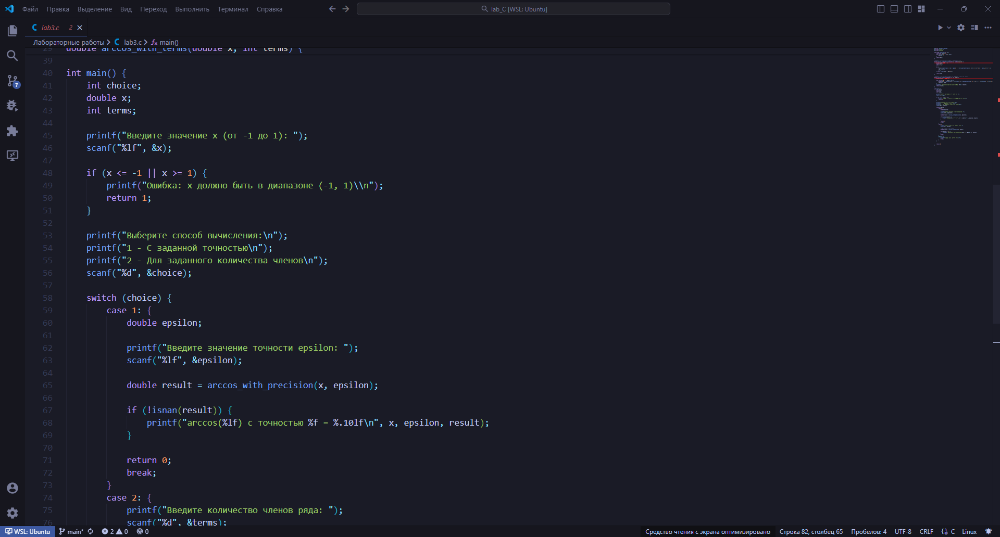 Файл Правка Выделение Вид Переход Выполнить Терминал Справка lab_C [WSL: Ubuntu]
lab3.c 2
Лабораторные работы > lab3.c > main()
29 double arccos_with_terms(double x, int terms) {
39
40 int main() {
41     int choice;
42     double x;
43     int terms;
44
45     printf("Введите значение x (от -1 до 1): ");
46     scanf("%lf", &x);
47
48     if (x <= -1 || x >= 1) {
49         printf("Ошибка: x должно быть в диапазоне (-1, 1)\\n");
50         return 1;
51     }
52
53     printf("Выберите способ вычисления:\n");
54     printf("1 - С заданной точностью\n");
55     printf("2 - Для заданного количества членов\n");
56     scanf("%d", &choice);
57
58     switch (choice) {
59         case 1: {
60             double epsilon;
61
62             printf("Введите значение точности epsilon: ");
63             scanf("%lf", &epsilon);
64
65             double result = arccos_with_precision(x, epsilon);
66
67             if (!isnan(result)) {
68                 printf("arccos(%lf) с точностью %f = %.10lf\n", x, epsilon, result);
69             }
70
71             return 0;
72             break;
73         }
74         case 2: {
75             printf("Введите количество членов ряда: ");
76             scanf("%d", &terms);
7
WSL: Ubuntu main* 2 0 0 Средство чтения с экрана оптимизировано Строка 82, столбец 65 Пробелов: 4 UTF-8 CRLF C Linux